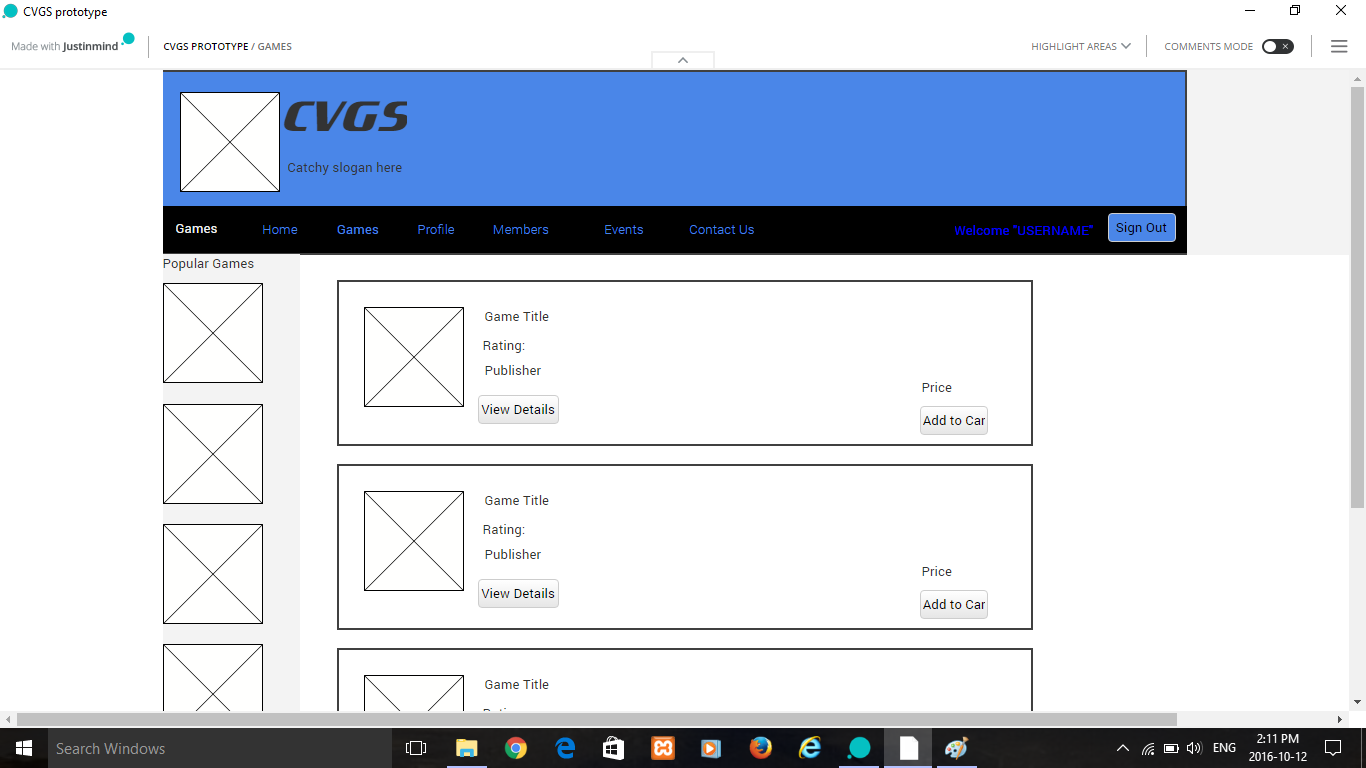 CVGS prototype
Made with Justinmind
CVGS PROTOTYPE / GAMES
HIGHLIGHT AREAS
COMMENTS MODE
CVGS
Catchy slogan here
Games Home Games Profile Members Events Contact Us Welcome "USERNAME" Sign Out
Popular Games
Game Title
Rating:
Publisher
Price
View Details
Add to Car
Game Title
Rating:
Publisher
Price
View Details
Add to Car
Game Title
Search Windows
ENG
2:11 PM
2016-10-12